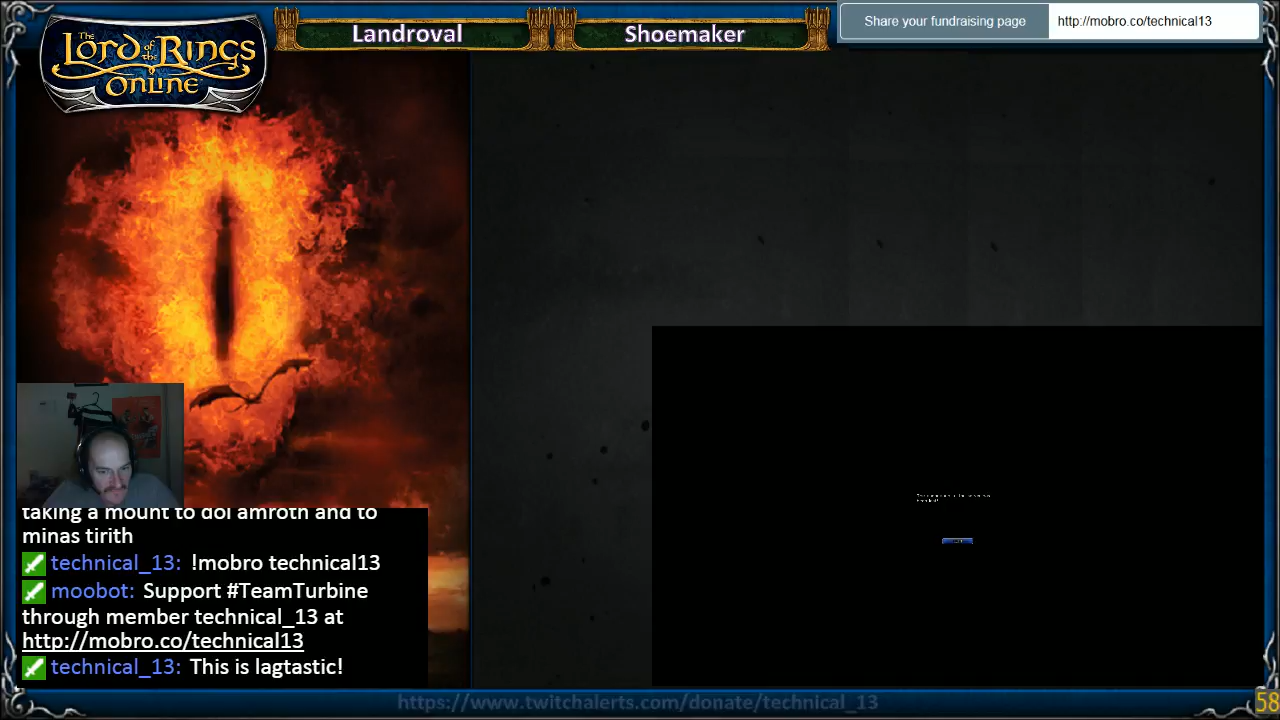 The
Lord of the Rings
Online
Landroval
Shoemaker
Share your fundraising page
http://mobro.co/technical13
taking a mount to dol amroth and to
minas tirith
technical_13: !mobro technical13
moobot: Support #TeamTurbine
through member technical_13 at
http://mobro.co/technical13
technical_13: This is lagtastic!
https://www.twitchalerts.com/donate/technical_13
58